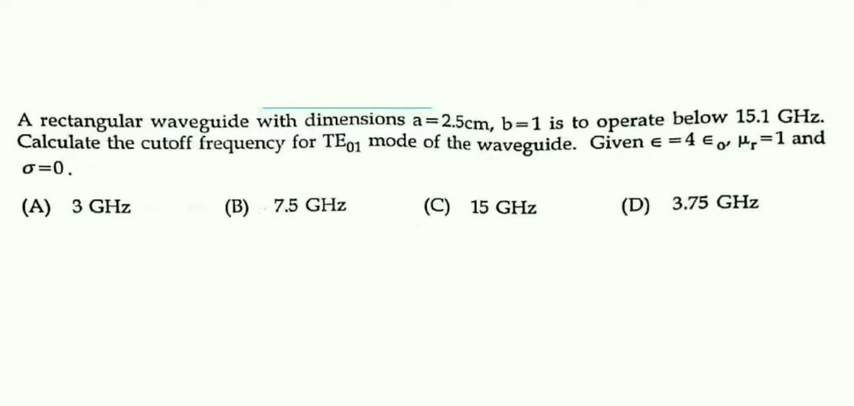 A rectangular waveguide with dimensions a=2.5cm, b=1 is to operate below 15.1 GHz.
Calculate the cutoff frequency for TE₀₁ mode of the waveguide. Given ϵ =4 ϵ₀, μᵣ=1 and
σ=0.
(A) 3 GHz (B) 7.5 GHz (C) 15 GHz (D) 3.75 GHz